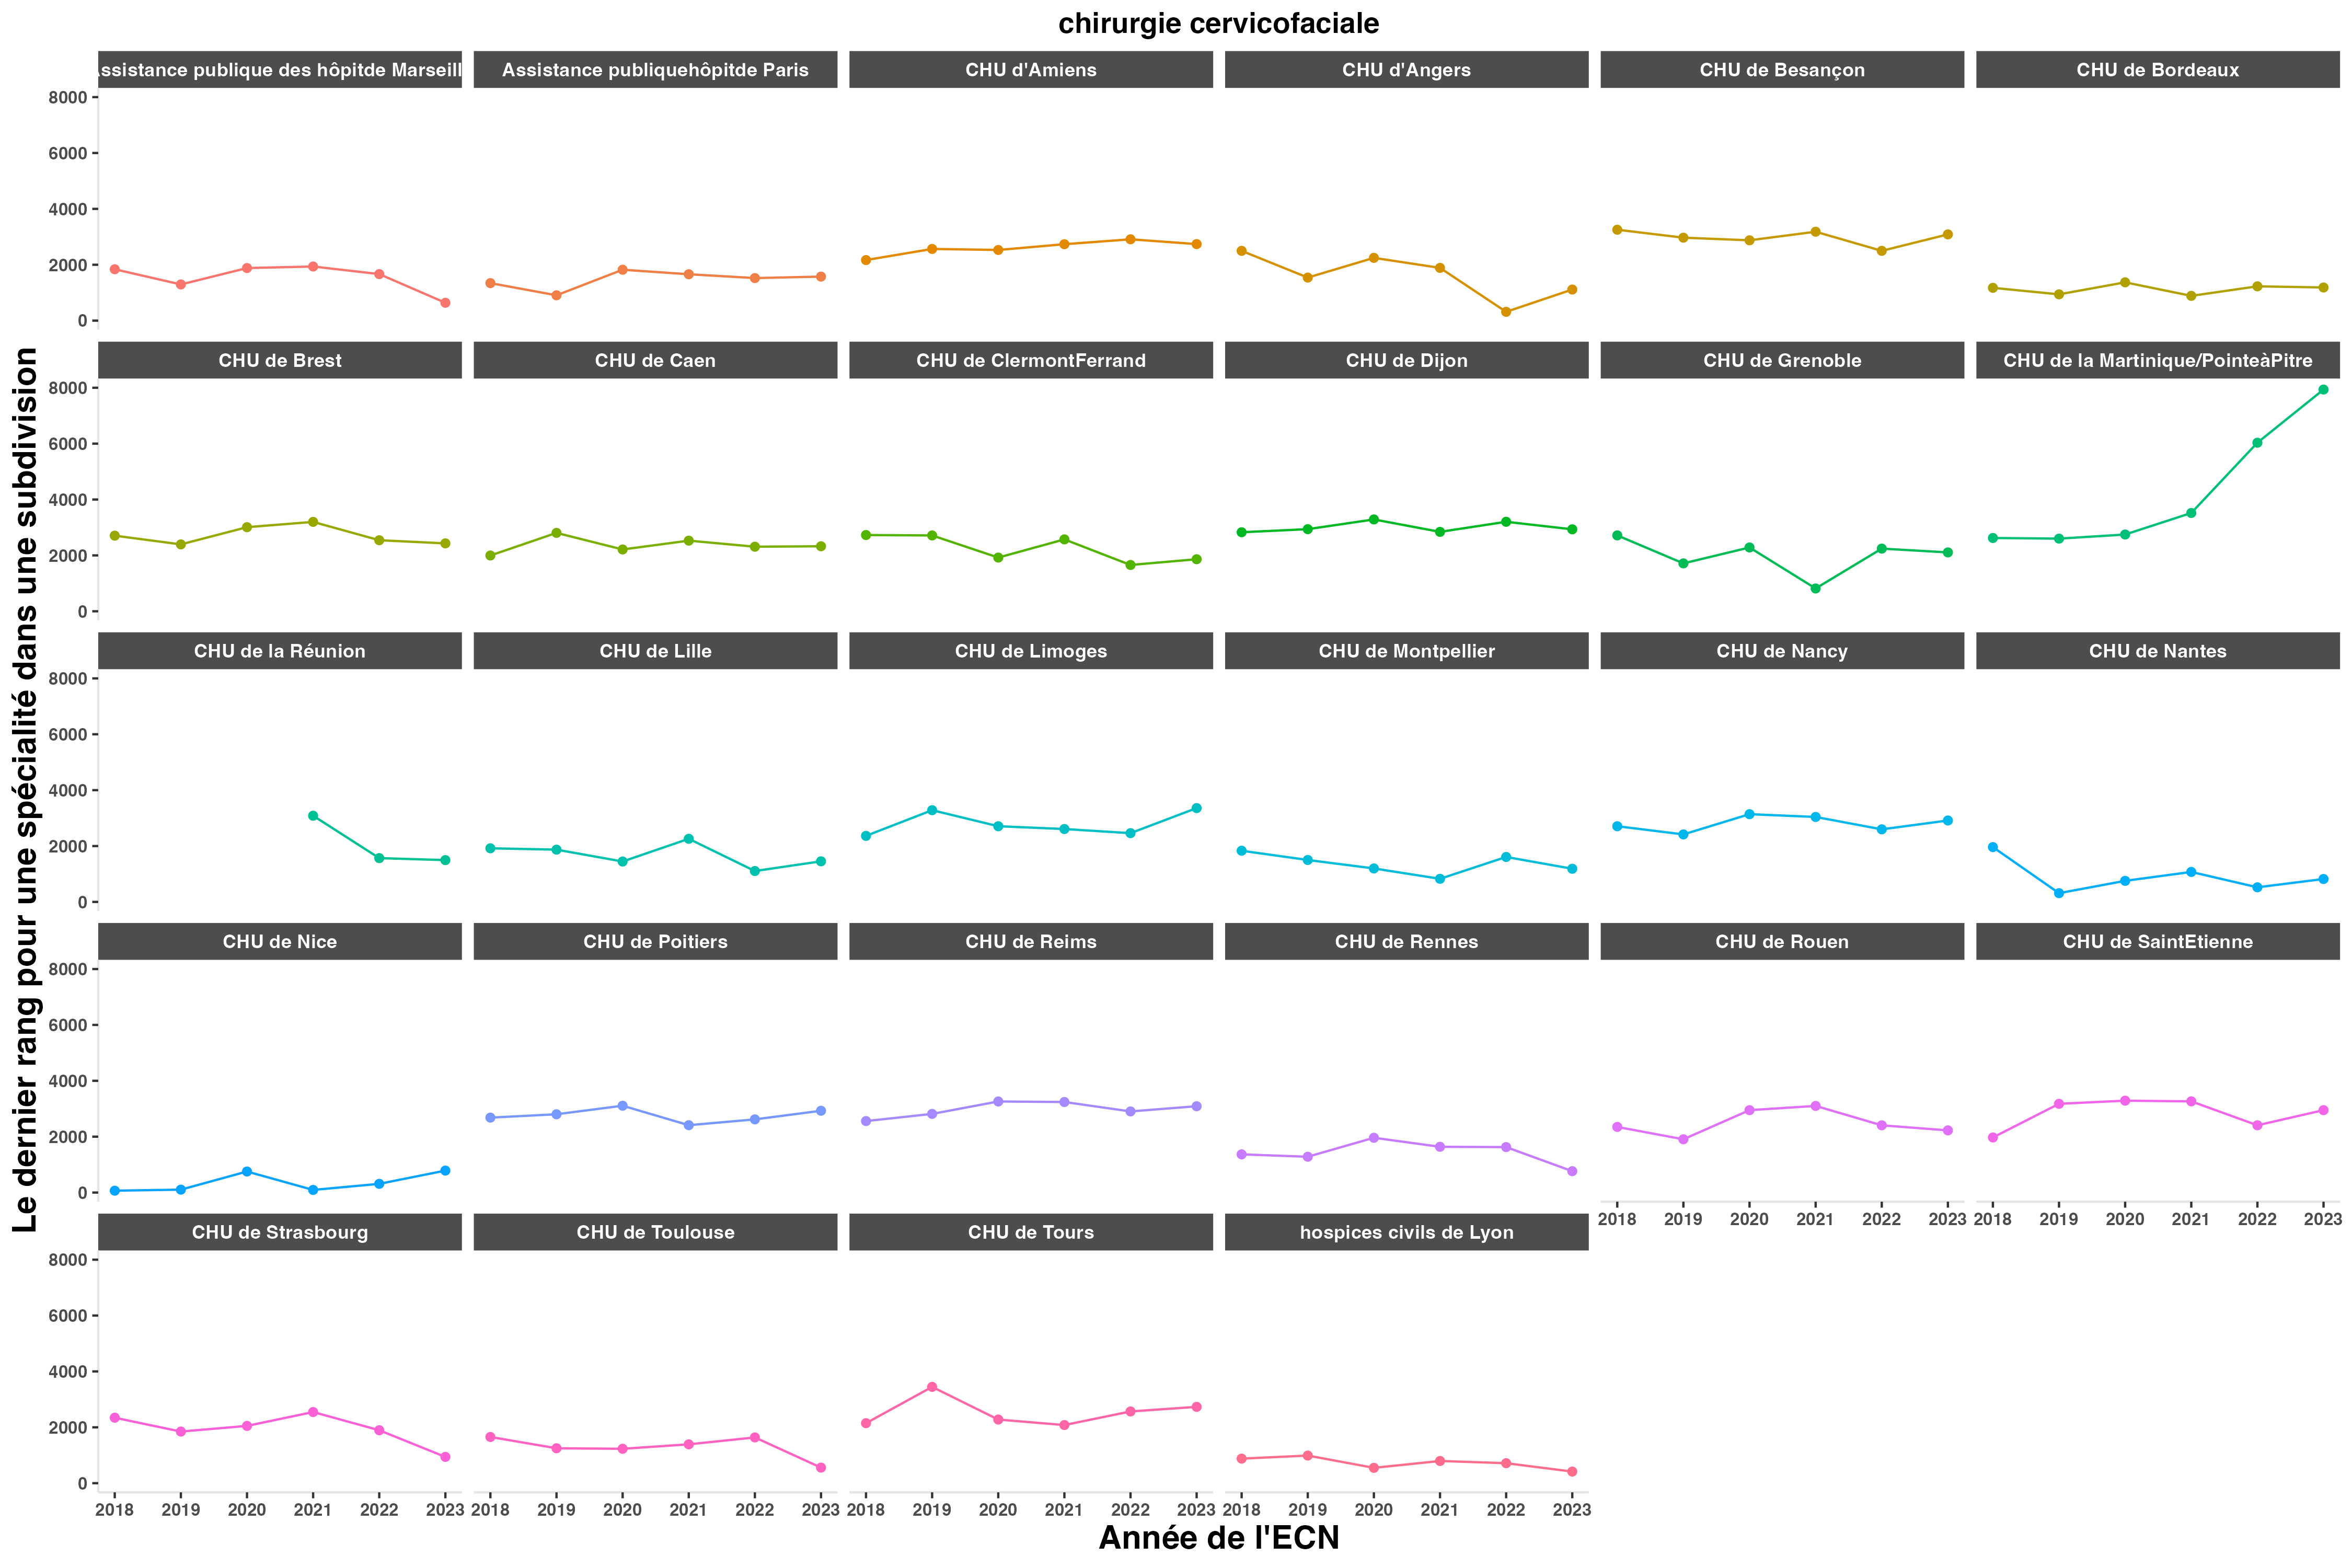 chirurgie cervicofaciale
ssistance publique des hôpitde Marseill
Assistance publiquehôpitde Paris
CHU d'Amiens
CHU d'Angers
CHU de Besançon
CHU de Bordeaux
8000
6000
4000
2000
0
CHU de Brest
CHU de Caen
CHU de ClermontFerrand
CHU de Dijon
CHU de Grenoble
CHU de la Martinique/PointeàPitre
8000
6000
4000
2000
0
CHU de la Réunion
CHU de Lille
CHU de Limoges
CHU de Montpellier
CHU de Nancy
CHU de Nantes
8000
6000
4000
2000
0
CHU de Nice
CHU de Poitiers
CHU de Reims
CHU de Rennes
CHU de Rouen
CHU de SaintEtienne
8000
6000
4000
2000
0
2018 2019 2020 2021 2022 2023
2018 2019 2020 2021 2022 2023
CHU de Strasbourg
CHU de Toulouse
CHU de Tours
hospices civils de Lyon
8000
6000
4000
2000
0
2018 2019 2020 2021 2022 2023
2018 2019 2020 2021 2022 2023
2018 2019 2020 2021 2022 2023
2018 2019 2020 2021 2022 2023
Année de l'ECN
Le dernier rang pour une spécialité dans une subdivision